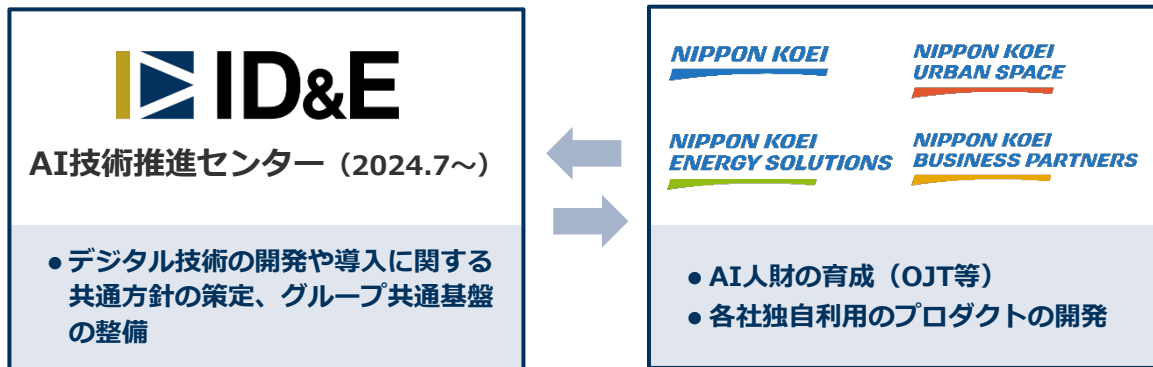 ID&E
AI技術推進センター（2024.7～）
●デジタル技術の開発や導入に関する
共通方針の策定、グループ共通基盤
の整備
NIPPON KOEI
NIPPON KOEI
URBAN SPACE
NIPPON KOEI
ENERGY SOLUTIONS
NIPPON KOEI
BUSINESS PARTNERS
●AI人財の育成（OJT等）
●各社独自利用のプロダクトの開発